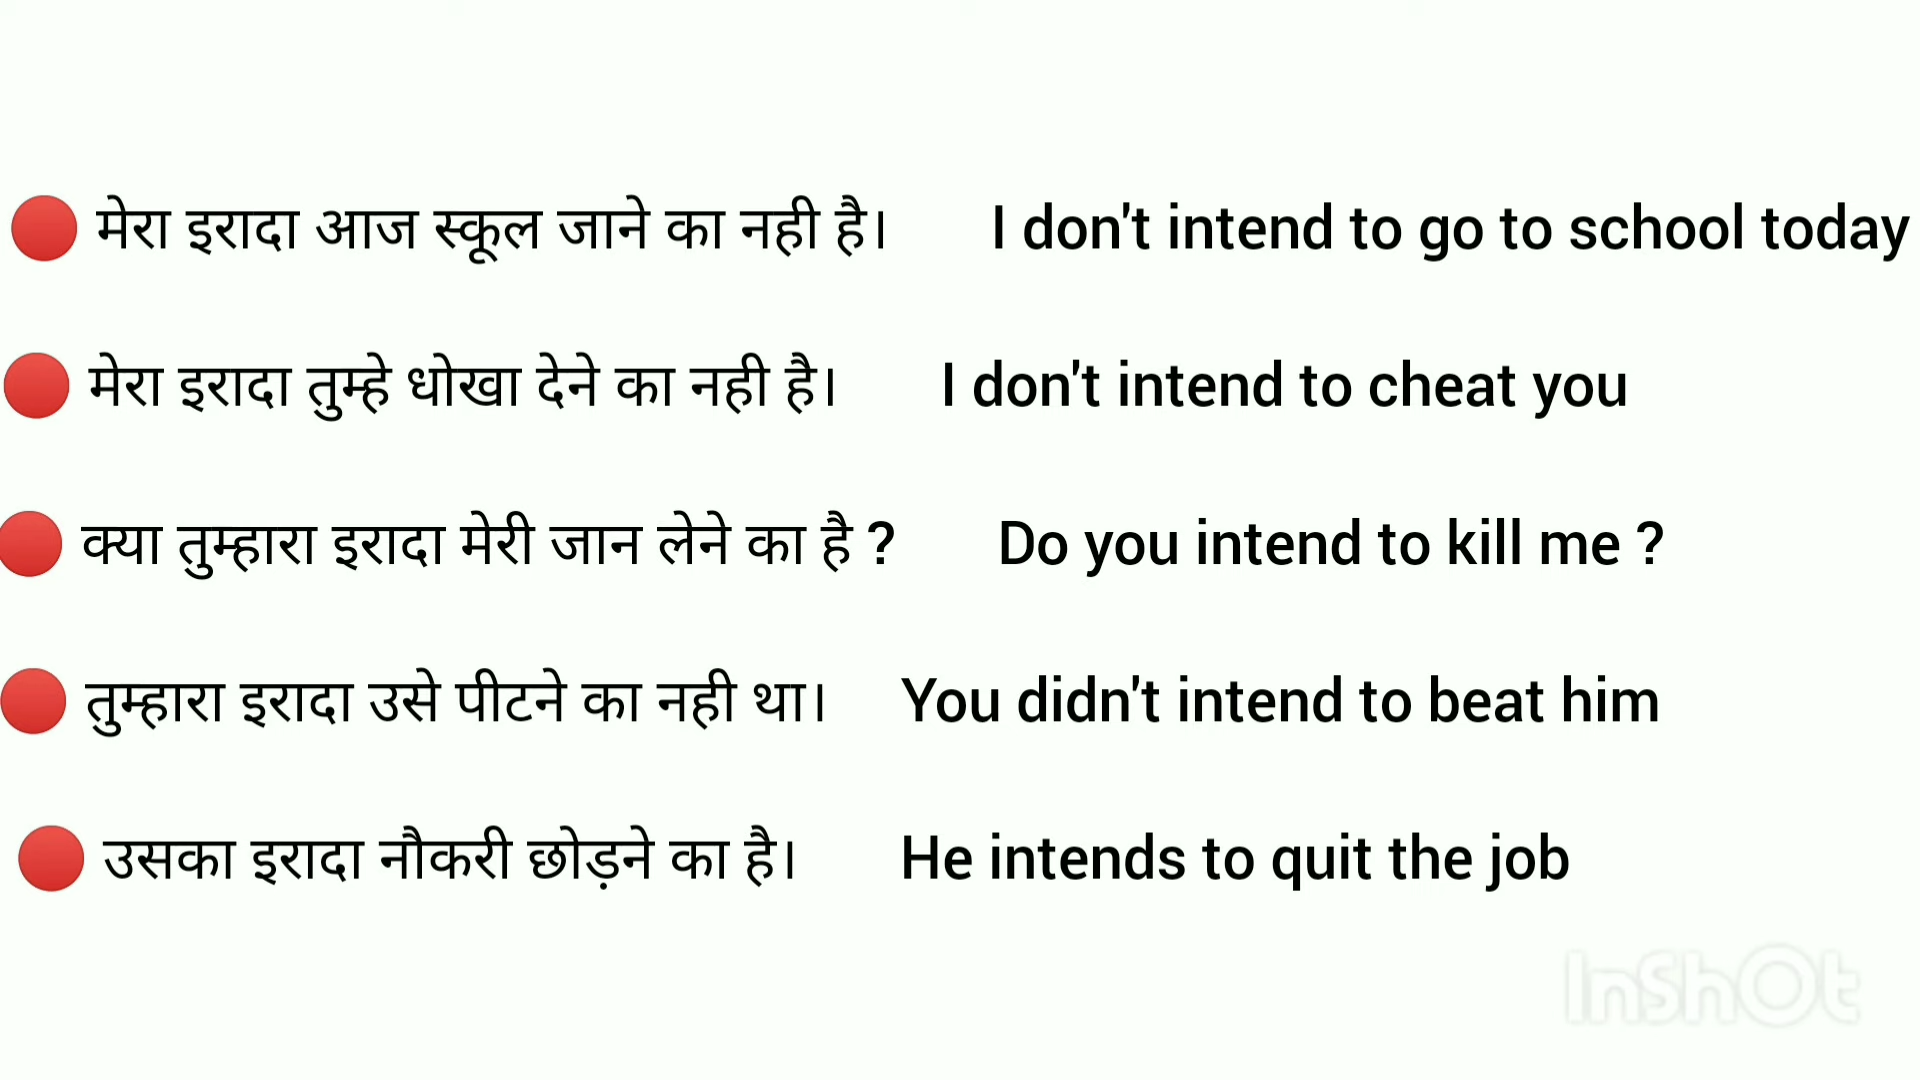 🔴 मेरा इरादा आज स्कूल जाने का नही है। I don't intend to go to school today
🔴 मेरा इरादा तुम्हे धोखा देने का नही है। I don't intend to cheat you
🔴 क्या तुम्हारा इरादा मेरी जान लेने का है ? Do you intend to kill me ?
🔴 तुम्हारा इरादा उसे पीटने का नही था। You didn't intend to beat him
🔴 उसका इरादा नौकरी छोड़ने का है। He intends to quit the job
InShOt